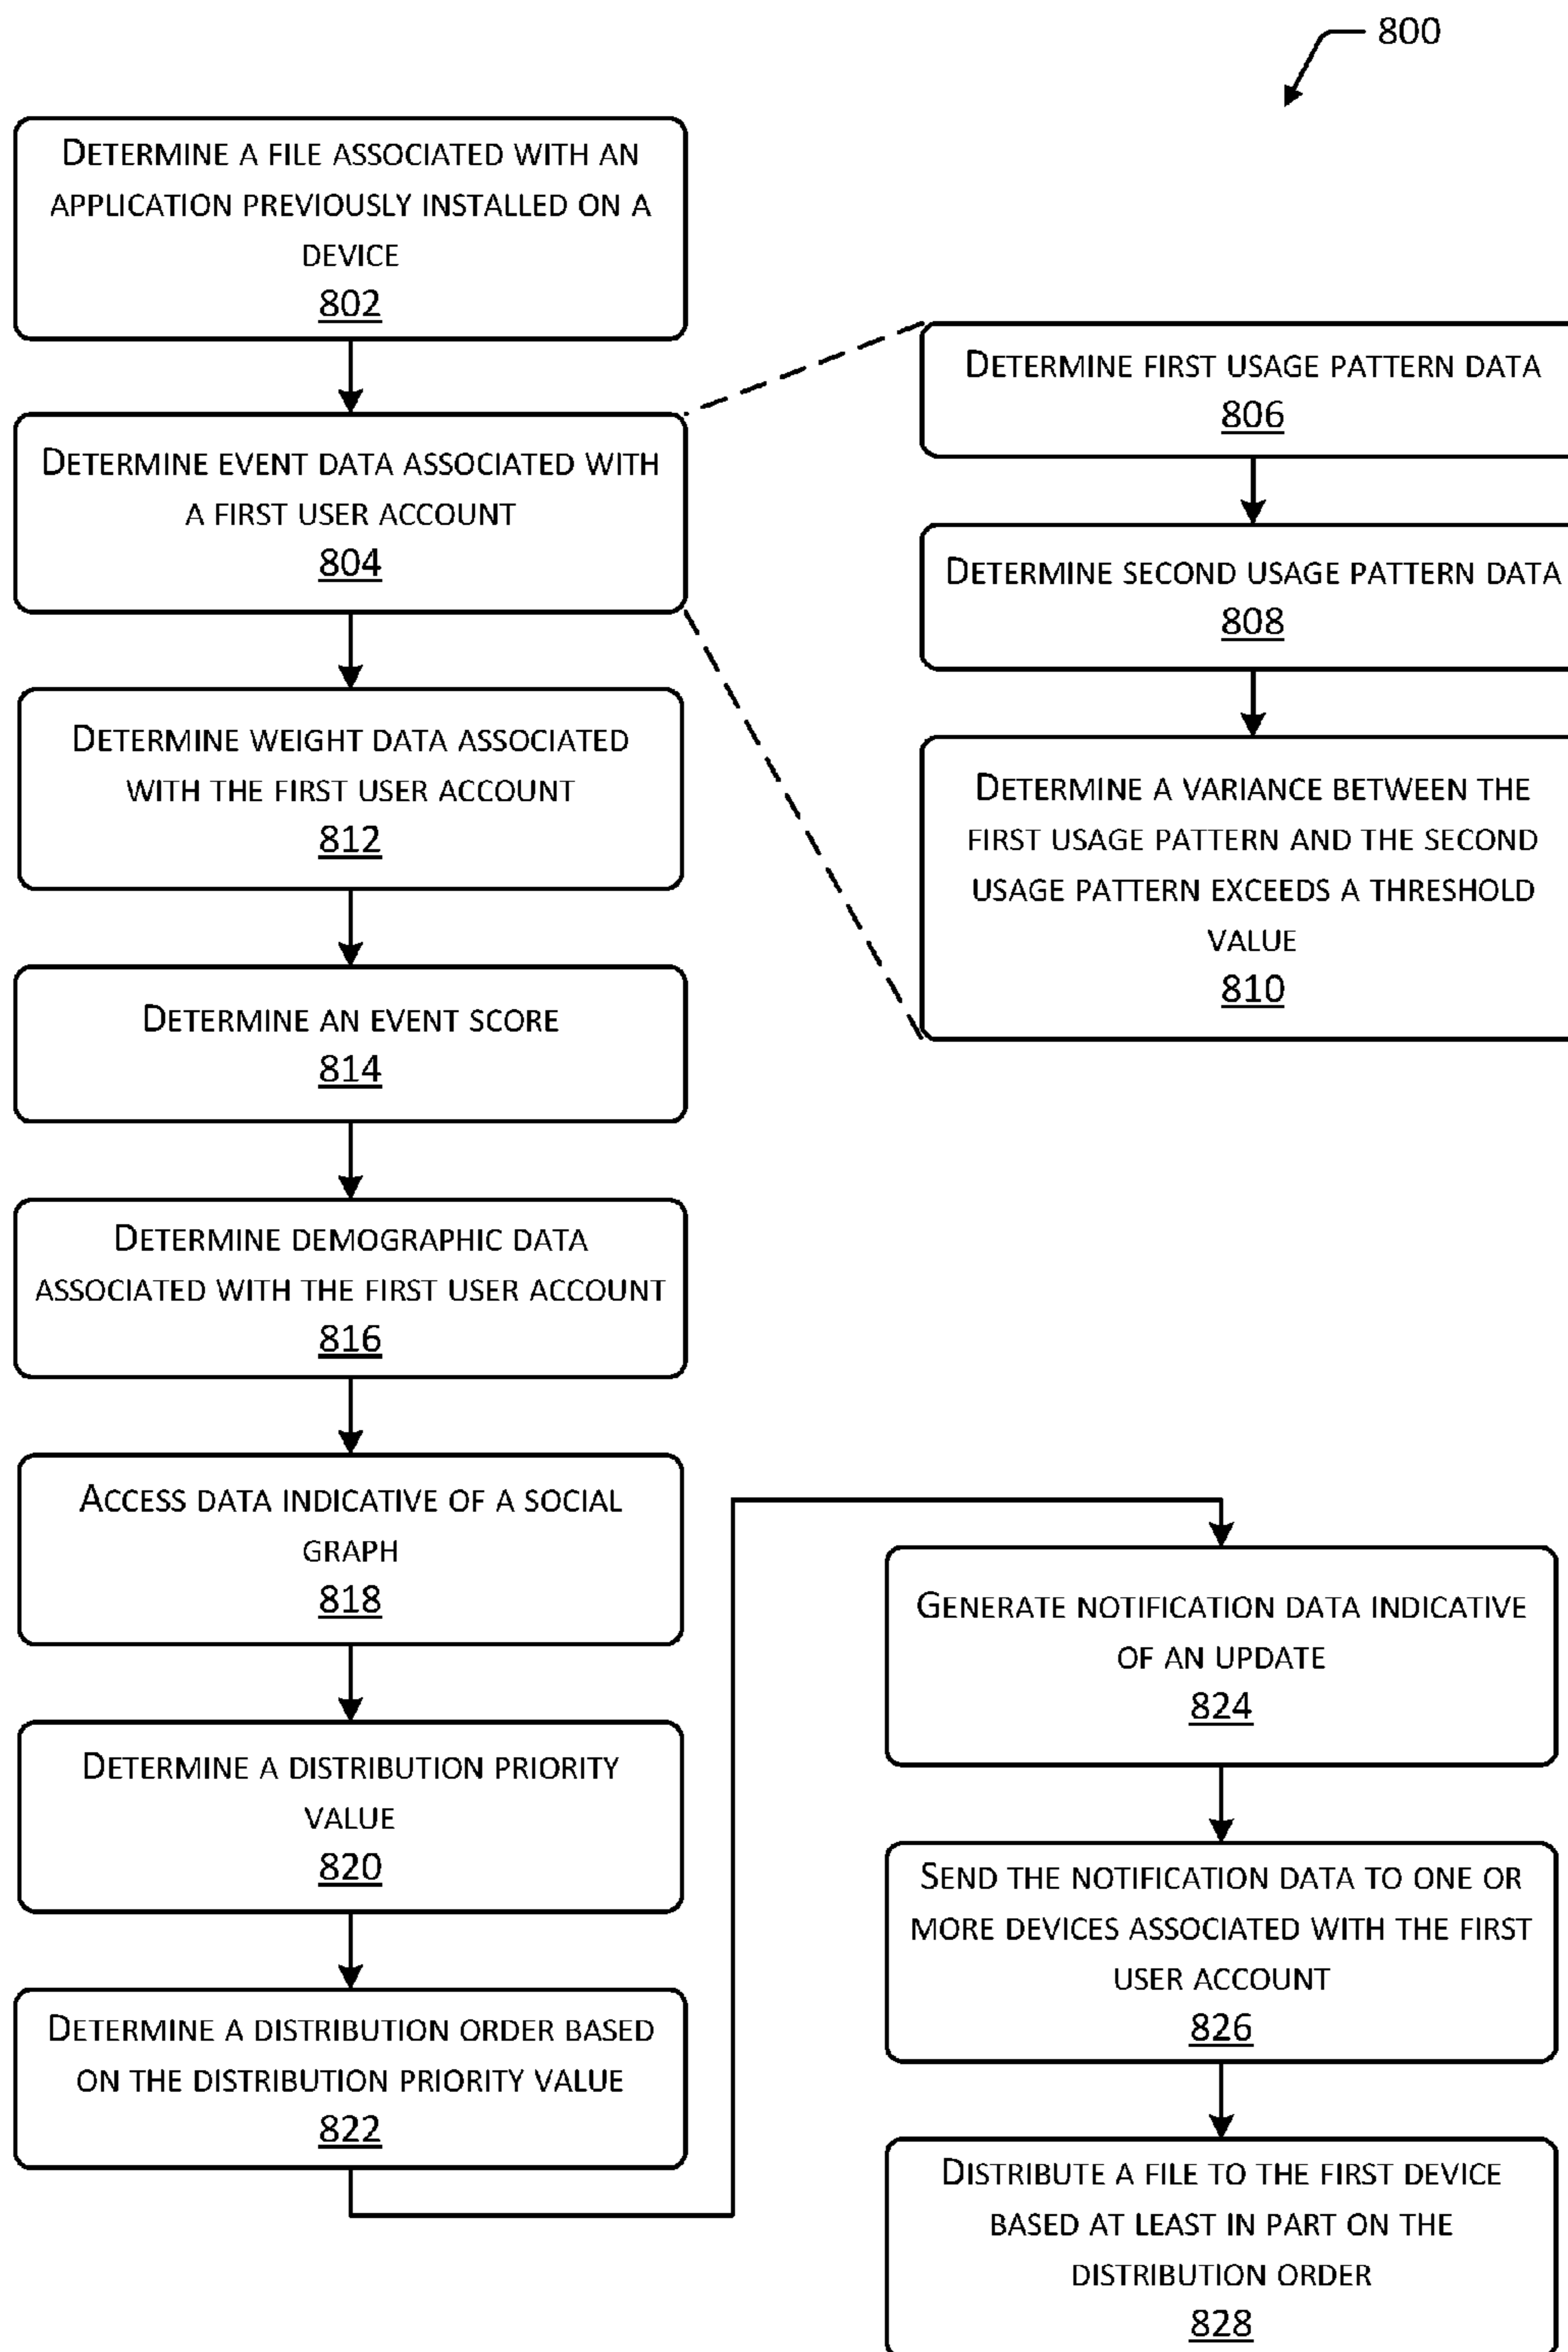 800
DETERMINE A FILE ASSOCIATED WITH AN
APPLICATION PREVIOUSLY INSTALLED ON A
DEVICE
802
DETERMINE EVENT DATA ASSOCIATED WITH
A FIRST USER ACCOUNT
804
DETERMINE FIRST USAGE PATTERN DATA
806
DETERMINE SECOND USAGE PATTERN DATA
808
DETERMINE A VARIANCE BETWEEN THE
FIRST USAGE PATTERN AND THE SECOND
USAGE PATTERN EXCEEDS A THRESHOLD
VALUE
810
DETERMINE WEIGHT DATA ASSOCIATED
WITH THE FIRST USER ACCOUNT
812
DETERMINE AN EVENT SCORE
814
DETERMINE DEMOGRAPHIC DATA
ASSOCIATED WITH THE FIRST USER ACCOUNT
816
ACCESS DATA INDICATIVE OF A SOCIAL
GRAPH
818
DETERMINE A DISTRIBUTION PRIORITY
VALUE
820
DETERMINE A DISTRIBUTION ORDER BASED
ON THE DISTRIBUTION PRIORITY VALUE
822
GENERATE NOTIFICATION DATA INDICATIVE
OF AN UPDATE
824
SEND THE NOTIFICATION DATA TO ONE OR
MORE DEVICES ASSOCIATED WITH THE FIRST
USER ACCOUNT
826
DISTRIBUTE A FILE TO THE FIRST DEVICE
BASED AT LEAST IN PART ON THE
DISTRIBUTION ORDER
828